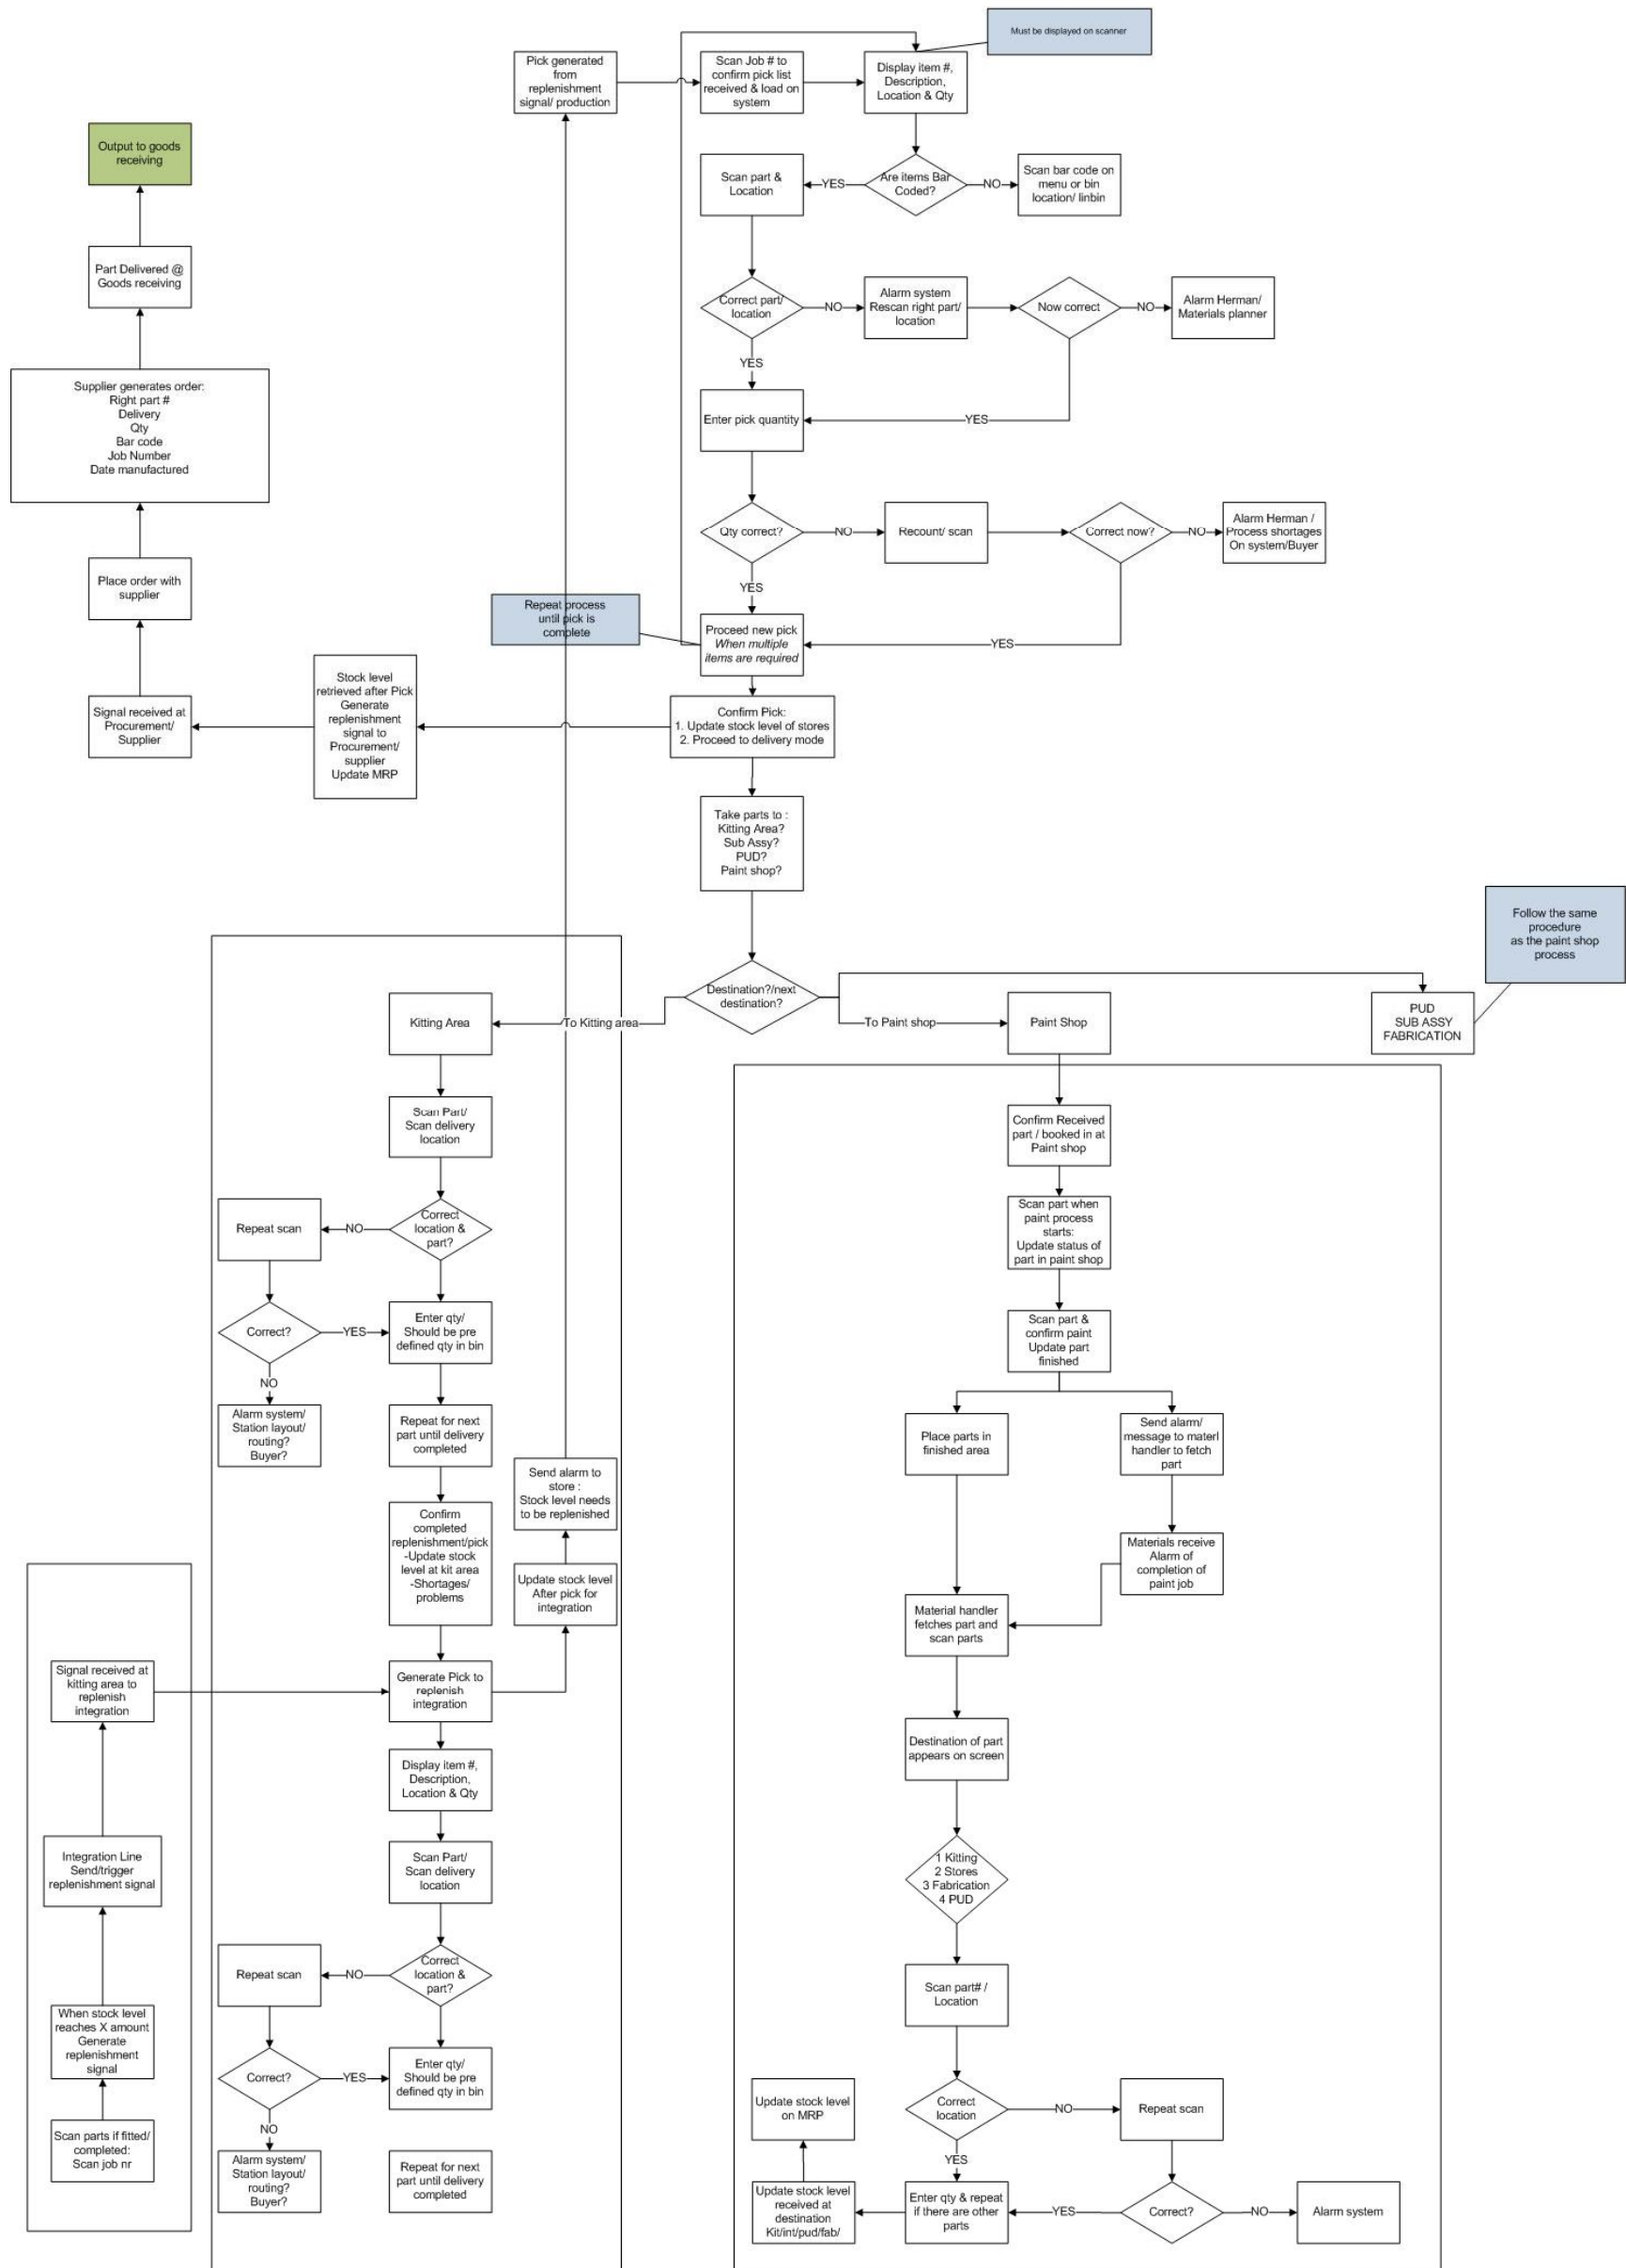 Must be displayed on scanner
Pick generated
from
replenishment
signal/ production
Scan Job # to
confirm pick list
received & load on
system
Display item #,
Description,
Location & Qty
Output to goods
receiving
Scan part &
Location
YES
Are items Bar
Coded?
NO
Scan bar code on
menu or bin
location/ linbin
Part Delivered @
Goods receiving
Correct part/
location
NO
Alarm system
Rescan right part/
location
Now correct
NO
Alarm Herman/
Materials planner
YES
Supplier generates order:
Right part #
Delivery
Qty
Bar code
Job Number
Date manufactured
Enter pick quantity
YES
Qty correct?
NO
Recount/ scan
Correct now?
NO
Alarm Herman /
Process shortages
On system/Buyer
YES
Place order with
supplier
Repeat process
until pick is
complete
Proceed new pick
When multiple
items are required
YES
Signal received at
Procurement/
Supplier
Stock level
retrieved after Pick
Generate
replenishment
signal to
Procurement/
supplier
Update MRP
Confirm Pick:
1. Update stock level of stores
2. Proceed to delivery mode
Take parts to :
Kitting Area?
Sub Assy?
PUD?
Paint shop?
Follow the same
procedure
as the paint shop
process
Destination?/next
destination?
Kitting Area
To Kitting area
To Paint shop
Paint Shop
PUD
SUB ASSY
FABRICATION
Scan Part/
Scan delivery
location
Repeat scan
NO
Correct
location &
part?
Correct?
YES
Enter qty/
Should be pre
defined qty in bin
NO
Alarm system/
Station layout/
routing?
Buyer?
Repeat for next
part until delivery
completed
Send alarm to
store :
Stock level needs
to be replenished
Confirm
completed
replenishment/pick
-Update stock
level at kit area
-Shortages/
problems
Update stock level
After pick for
integration
Signal received at
kitting area to
replenish
integration
Generate Pick to
replenish
integration
Display item #,
Description,
Location & Qty
Integration Line
Send/trigger
replenishment signal
Scan Part/
Scan delivery
location
Repeat scan
NO
Correct
location &
part?
When stock level
reaches X amount
Generate
replenishment
signal
Correct?
YES
Enter qty/
Should be pre
defined qty in bin
Scan parts if fitted/
completed:
Scan job nr
NO
Alarm system/
Station layout/
routing?
Buyer?
Repeat for next
part until delivery
completed
Confirm Received
part / booked in at
Paint shop
Scan part when
paint process
starts:
Update status of
part in paint shop
Scan part &
confirm paint
Update part
finished
Place parts in
finished area
Send alarm/
message to materl
handler to fetch
part
Materials receive
Alarm of
completion of
paint job
Material handler
fetches part and
scan parts
Destination of part
appears on screen
1 Kitting
2 Stores
3 Fabrication
4 PUD
Scan part# /
Location
Update stock level
on MRP
Correct
location
NO
Repeat scan
YES
Update stock level
received at
destination
Kit/int/pud/fab/
Enter qty & repeat
if there are other
parts
YES
Correct?
NO
Alarm system